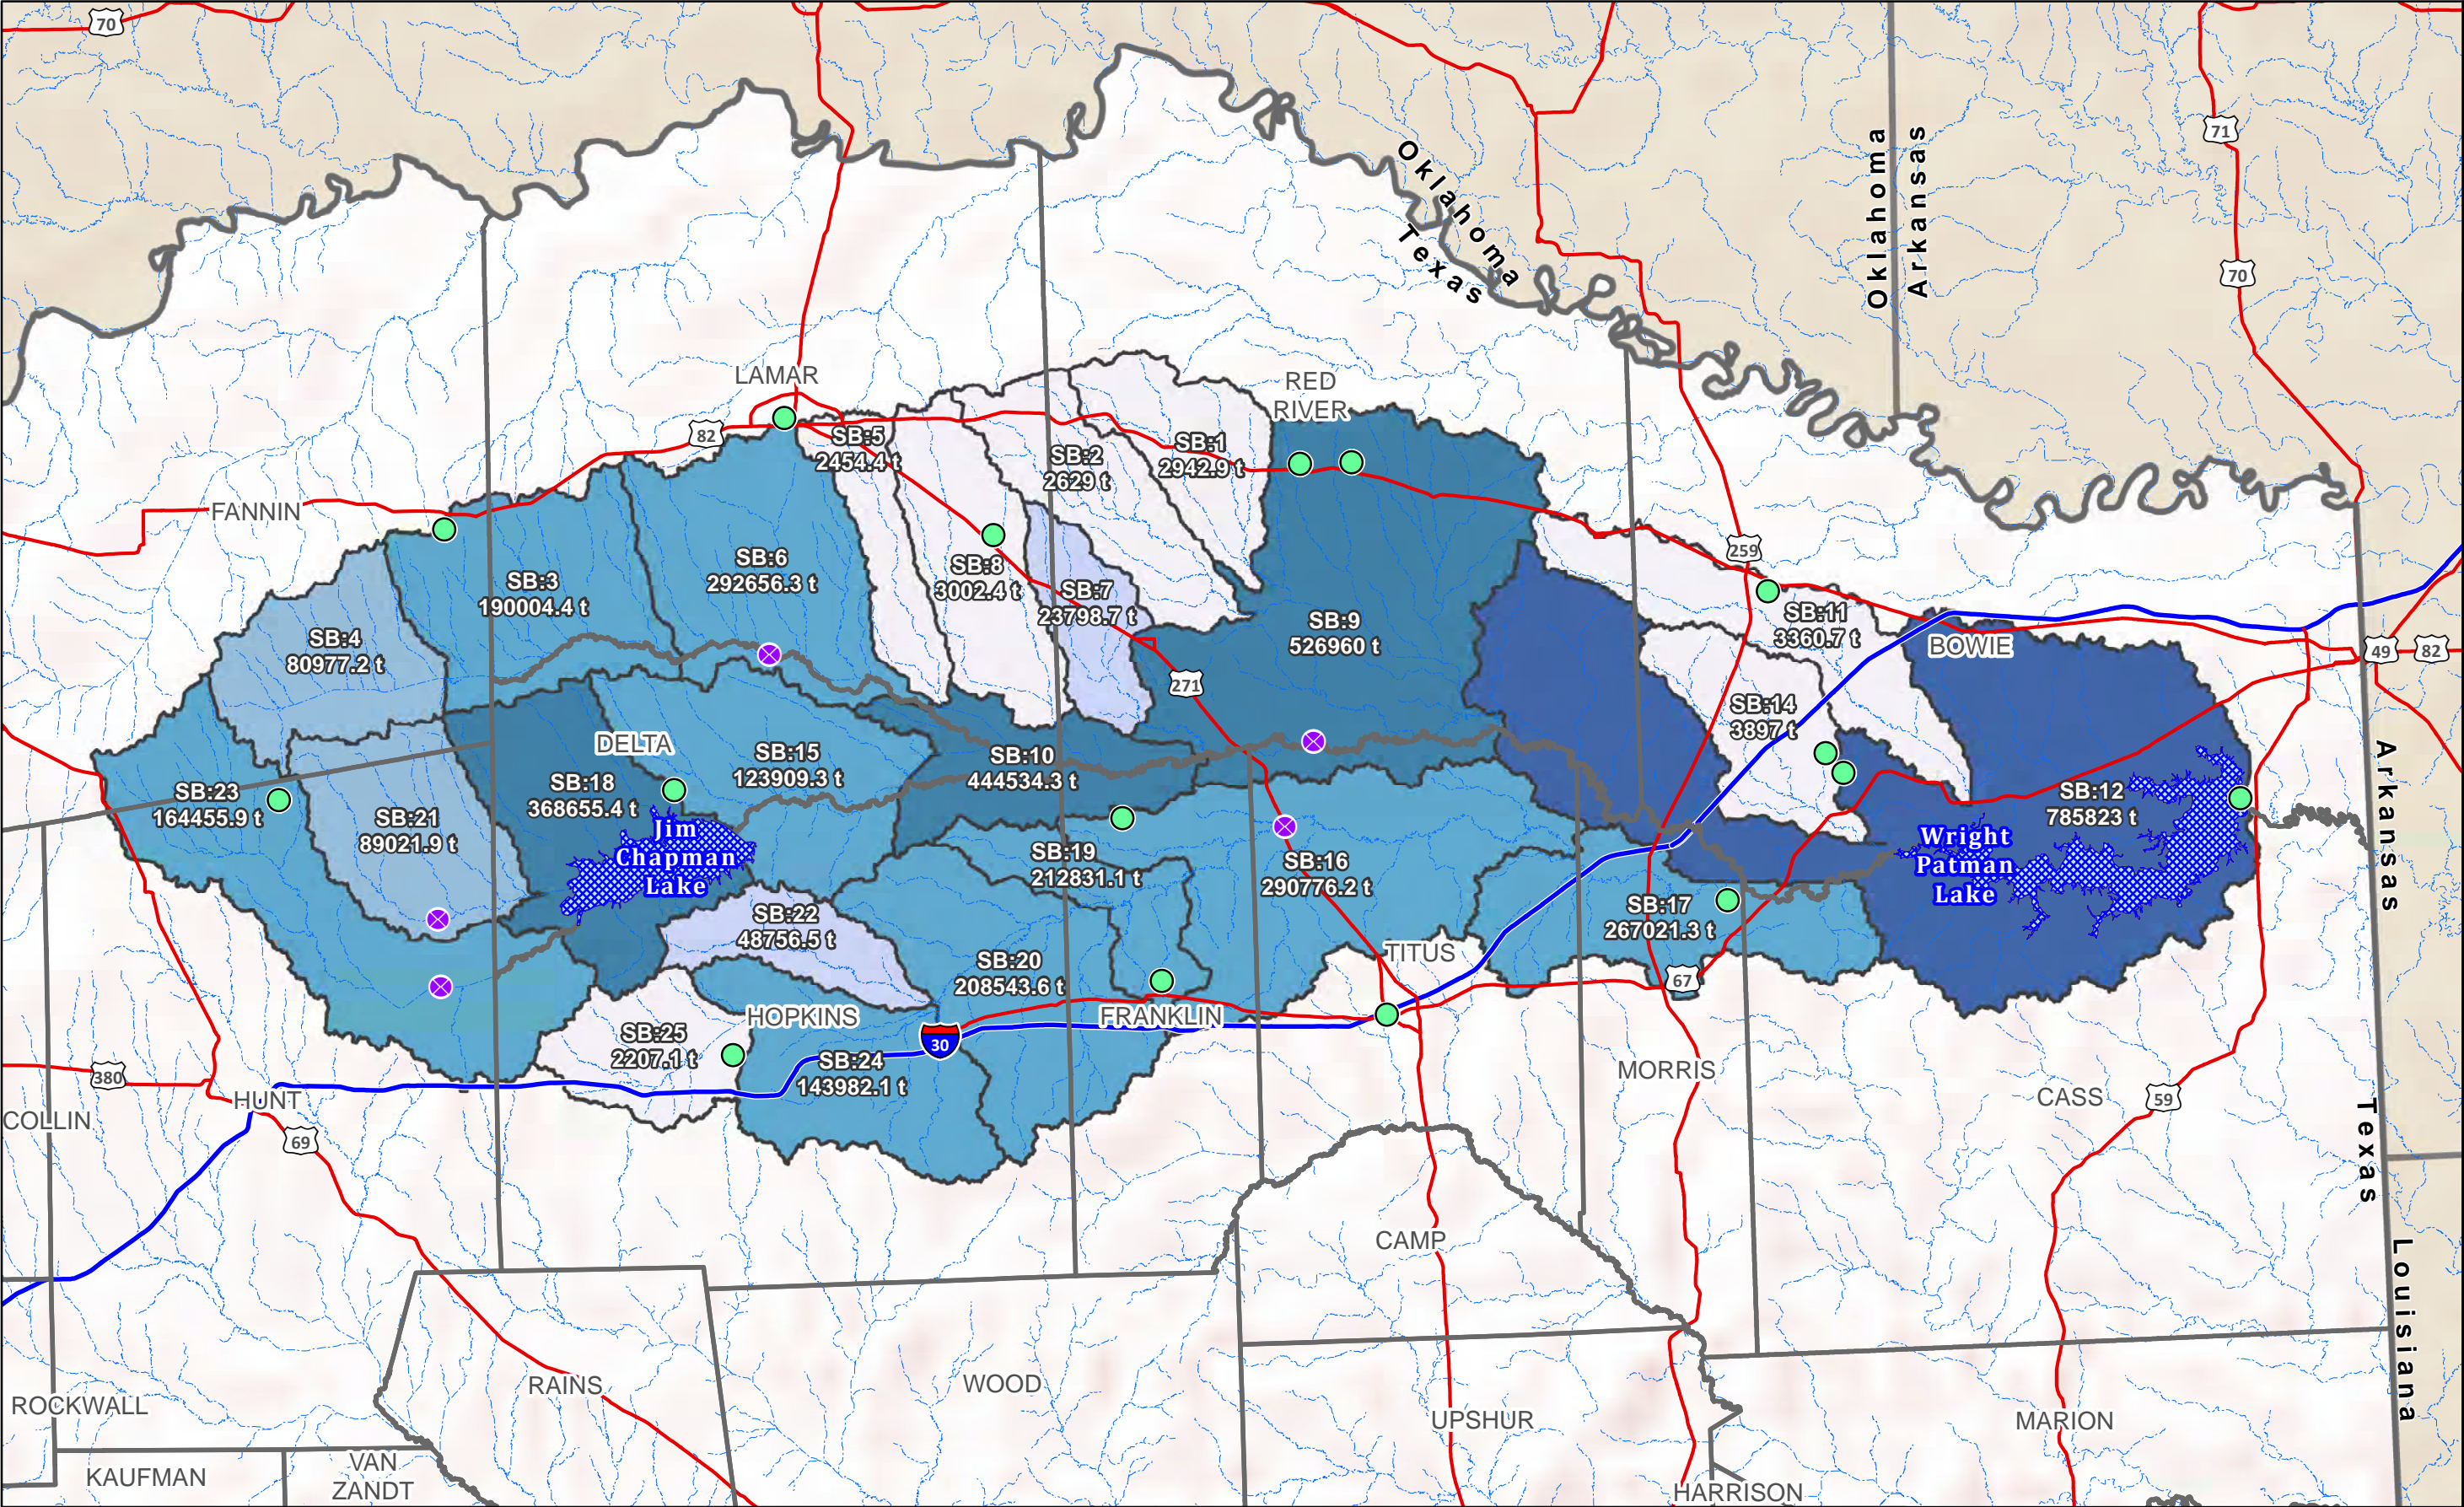 70
71
Oklahoma
Texas
Oklahoma
Arkansas
70
LAMAR
RED
RIVER
82
SB:5
2454.4 t
SB:2
2629 t
SB:1
2942.9 t
FANNIN
259
SB:3
190004.4 t
SB:6
292656.3 t
SB:8
3002.4 t
SB:7
23798.7 t
SB:9
526960 t
SB:11
3360.7 t
BOWIE
49
82
SB:4
80977.2 t
271
SB:14
3897 t
DELTA
SB:15
123909.3 t
SB:10
444534.3 t
SB:23
164455.9 t
SB:18
368655.4 t
SB:21
89021.9 t
SB:12
785823 t
Arkansas
Jim
Chapman
Lake
Wright
Patman
Lake
SB:19
212831.1 t
SB:16
290776.2 t
SB:22
48756.5 t
SB:17
267021.3 t
TITUS
SB:20
208543.6 t
67
HOPKINS
FRANKLIN
SB:25
2207.1 t
30
SB:24
143982.1 t
380
HUNT
COLLIN
69
MORRIS
CASS
59
Texas
CAMP
Louisiana
RAINS
WOOD
ROCKWALL
UPSHUR
MARION
KAUFMAN
VAN
ZANDT
HARRISON